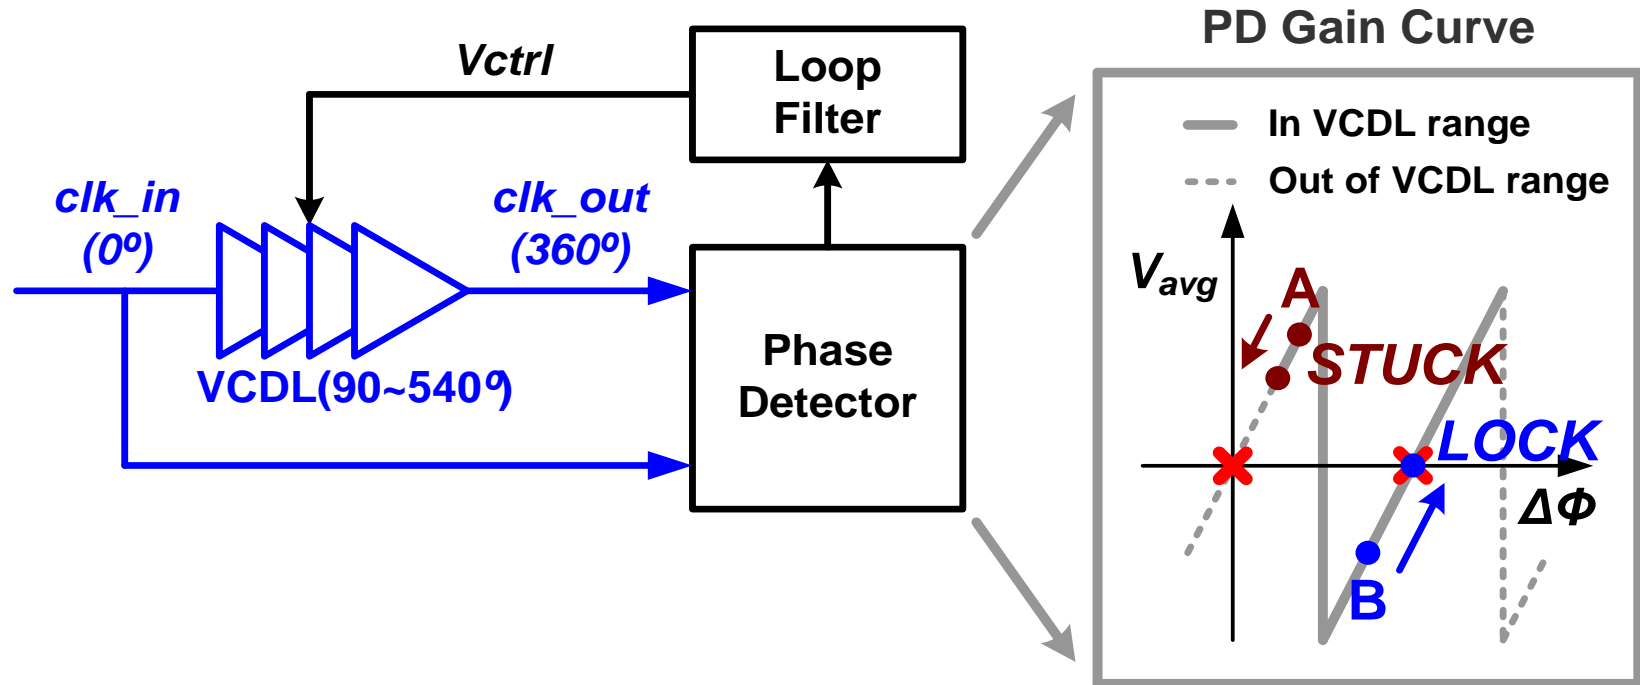 PD Gain Curve
Vctrl
Loop
Filter
In VCDL range
Out of VCDL range
clk_in
(0º)
clk_out
(360º)
VCDL(90~540º)
Phase
Detector
Vavg
A
STUCK
LOCK
ΔΦ
B